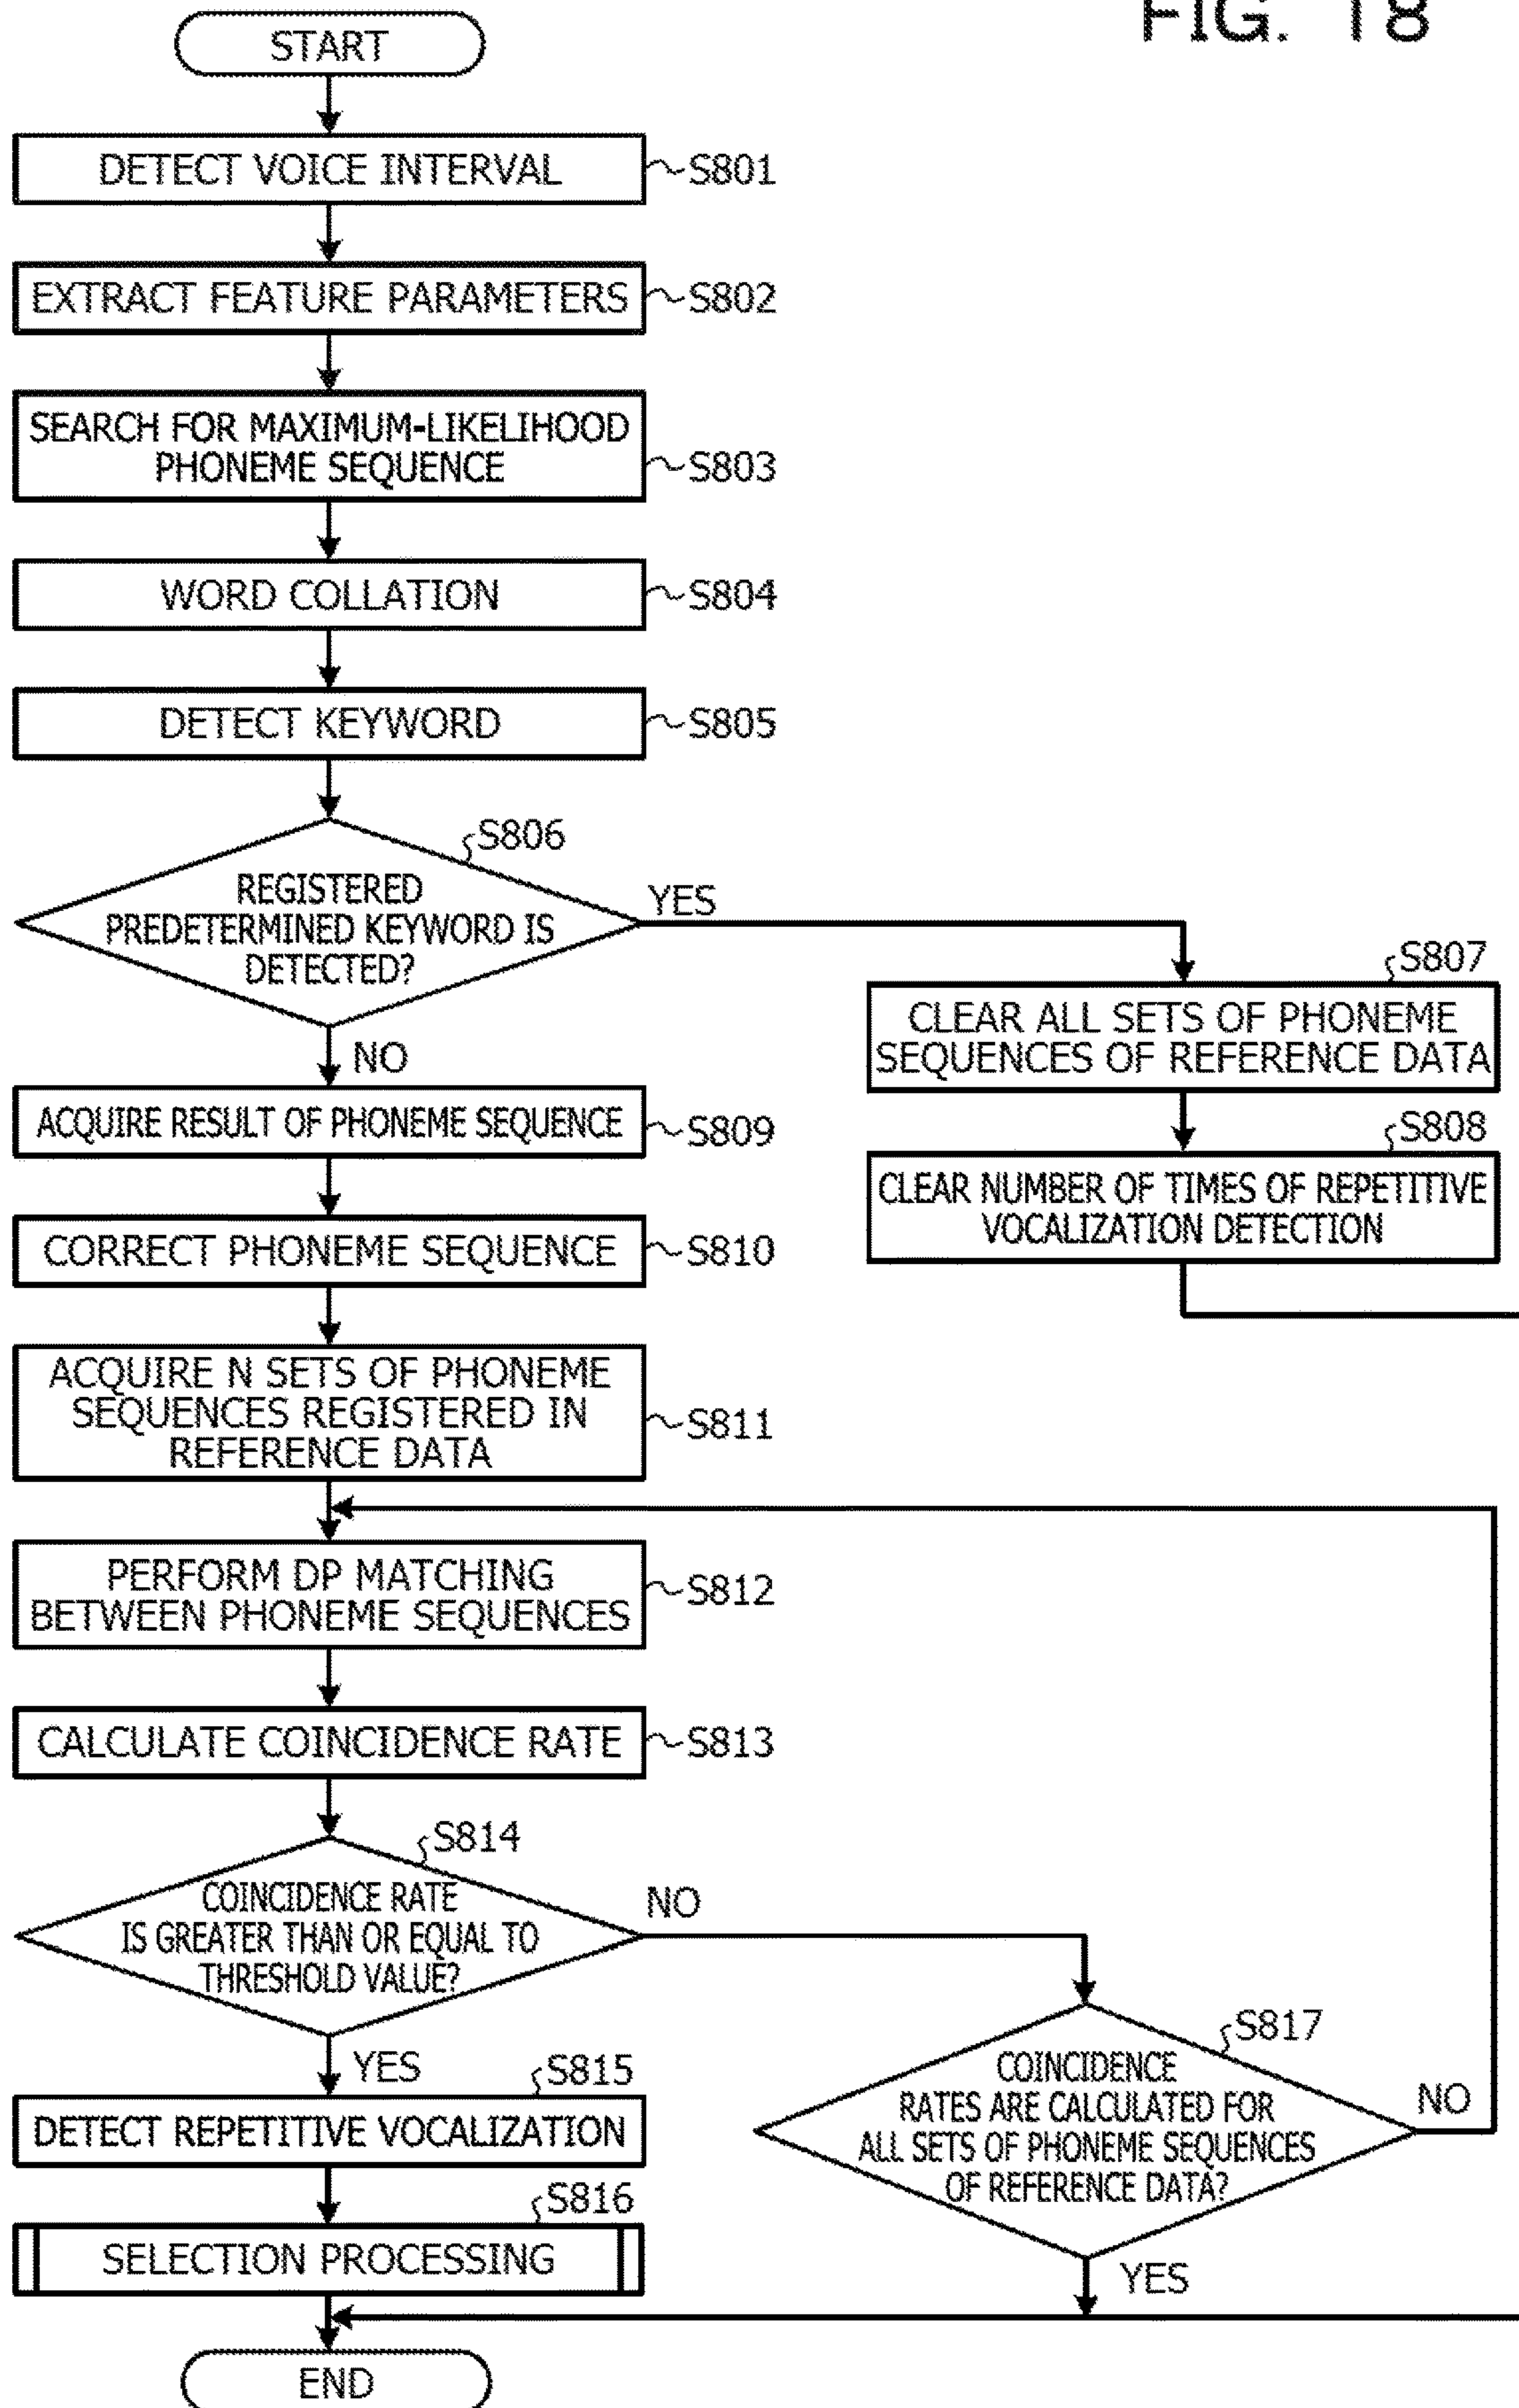 FIG. 18
START
DETECT VOICE INTERVAL
S801
EXTRACT FEATURE PARAMETERS
S802
SEARCH FOR MAXIMUM-LIKELIHOOD
PHONEME SEQUENCE
S803
WORD COLLATION
S804
DETECT KEYWORD
S805
S806
REGISTERED
PREDETERMINED KEYWORD IS
DETECTED?
YES
NO
S807
CLEAR ALL SETS OF PHONEME
SEQUENCES OF REFERENCE DATA
S808
CLEAR NUMBER OF TIMES OF REPETITIVE
VOCALIZATION DETECTION
ACQUIRE RESULT OF PHONEME SEQUENCE
S809
CORRECT PHONEME SEQUENCE
S810
ACQUIRE N SETS OF PHONEME
SEQUENCES REGISTERED IN
REFERENCE DATA
S811
PERFORM DP MATCHING
BETWEEN PHONEME SEQUENCES
S812
CALCULATE COINCIDENCE RATE
S813
S814
COINCIDENCE RATE
IS GREATER THAN OR EQUAL TO
THRESHOLD VALUE?
NO
YES
S815
DETECT REPETITIVE VOCALIZATION
S816
SELECTION PROCESSING
S817
COINCIDENCE
RATES ARE CALCULATED FOR
ALL SETS OF PHONEME SEQUENCES
OF REFERENCE DATA?
NO
YES
END